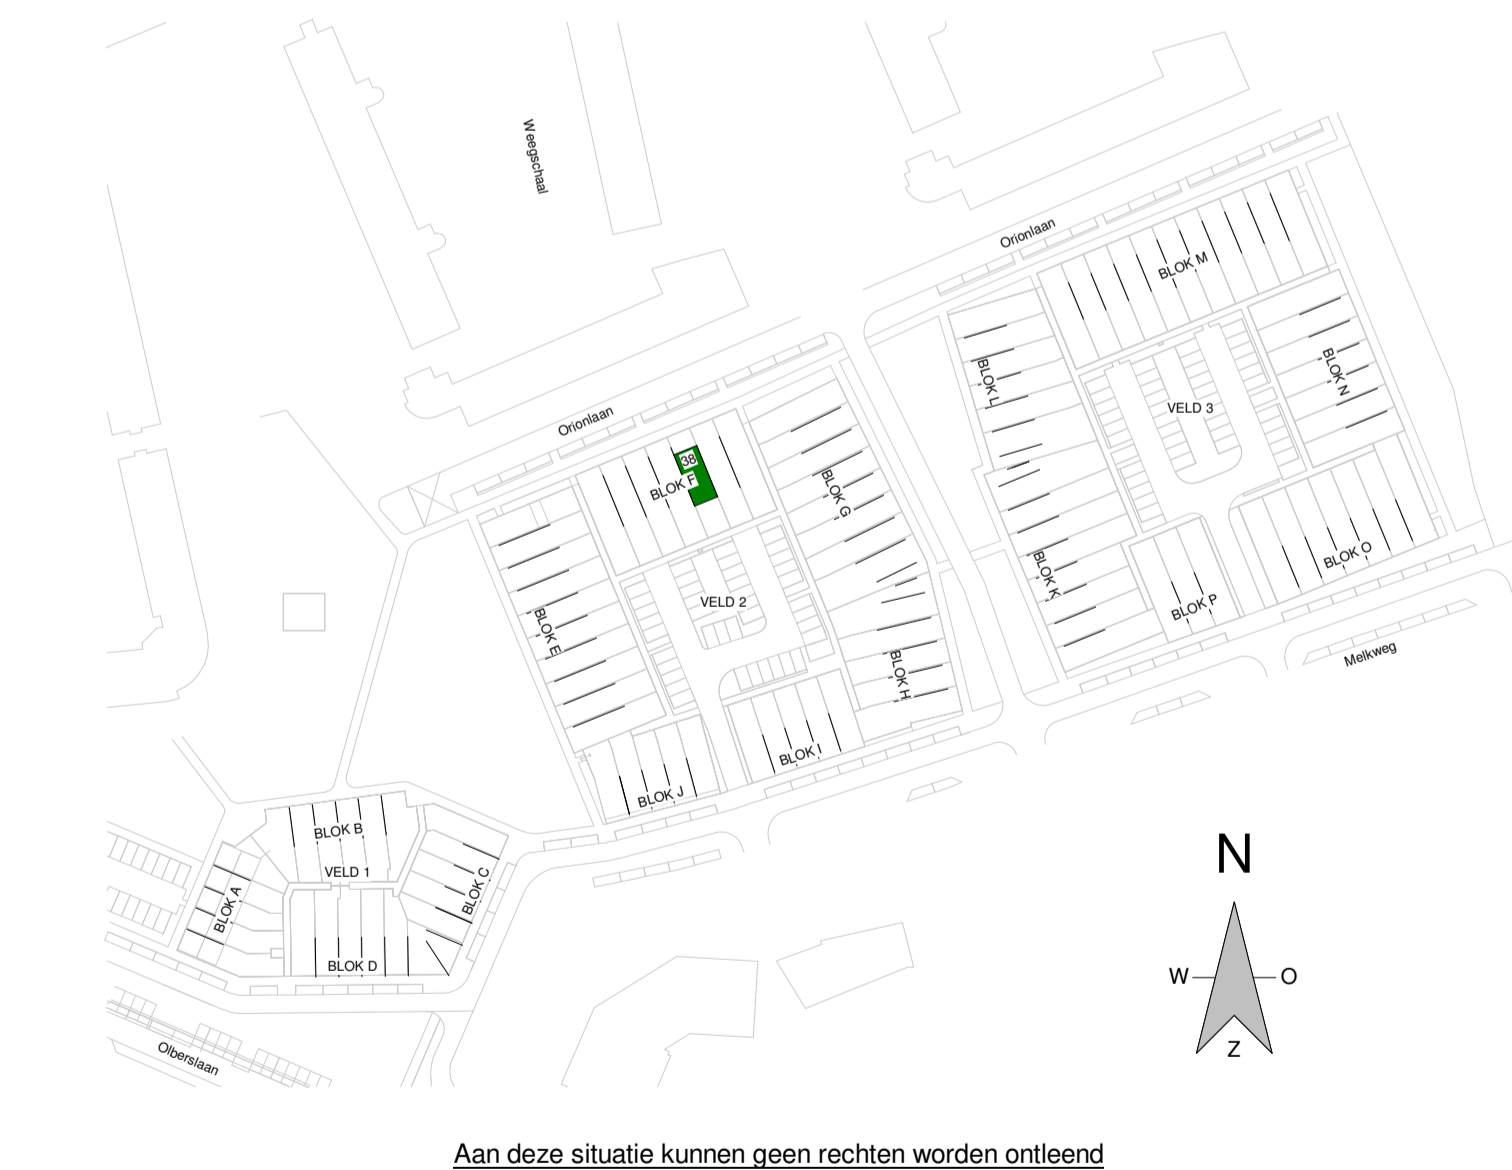 Weegschaal
Orionlaan
BLOK M
BLOK L
BLOK N
VELD 3
Orionlaan
38
BLOK F
BLOK G
BLOK O
BLOK K
BLOK P
VELD 2
BLOK E
Melkweg
BLOK H
BLOK I
BLOK J
BLOK B
VELD 1
BLOK C
BLOK A
BLOK D
N
W
O
Z
Olberslaan
Aan deze situatie kunnen geen rechten worden ontleend